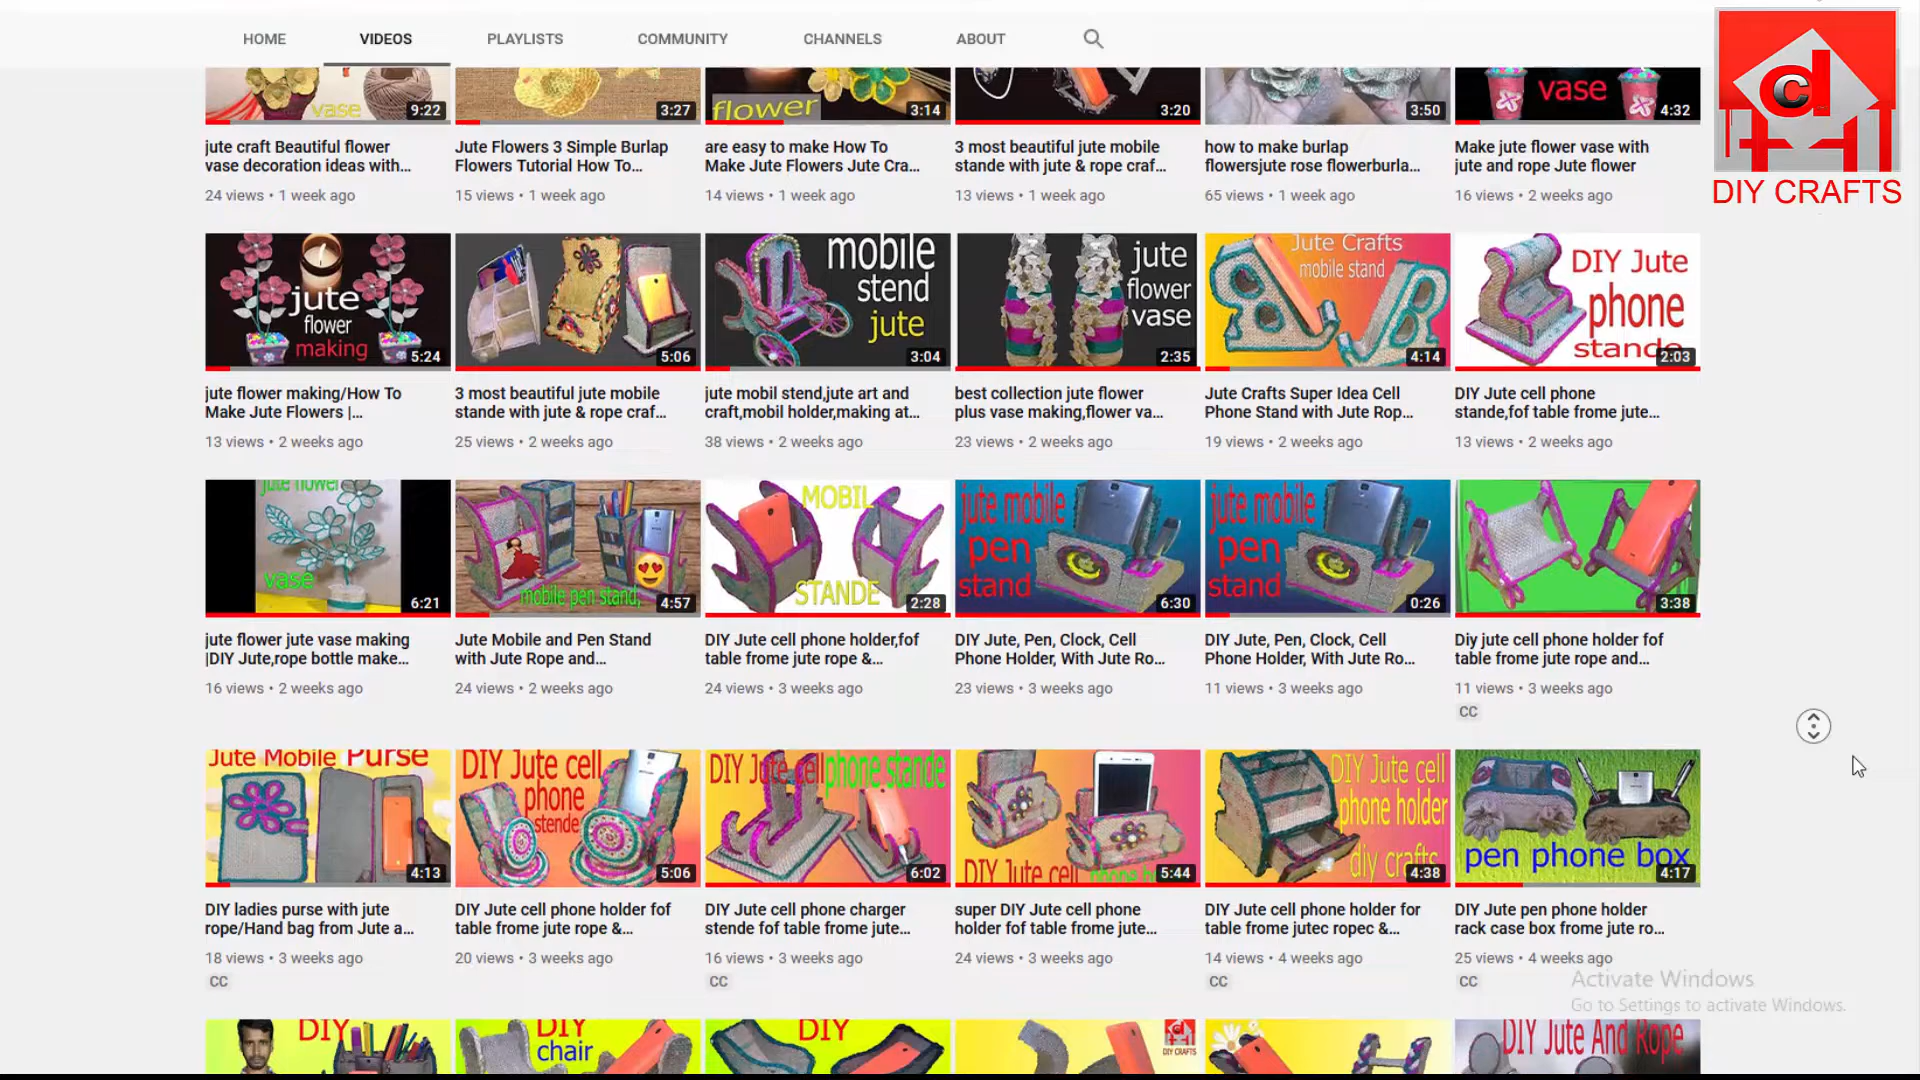 HOME VIDEOS PLAYLISTS COMMUNITY CHANNELS ABOUT
DIY CRAFTS
vase
9:22
3:27
flower
3:14
3:20
3:50
vase
4:32
jute craft Beautiful flower
vase decoration ideas with...
24 views • 1 week ago
Jute Flowers 3 Simple Burlap
Flowers Tutorial How To...
15 views • 1 week ago
are easy to make How To
Make Jute Flowers Jute Cra...
14 views • 1 week ago
3 most beautiful jute mobile
stande with jute & rope craf...
13 views • 1 week ago
how to make burlap
flowersjute rose flowerburla...
65 views • 1 week ago
Make jute flower vase with
jute and rope Jute flower
16 views • 2 weeks ago
jute
flower
making
5:24
5:06
mobile
stend
jute
3:04
jute
flower
vase
2:35
Jute Crafts
mobile stand
4:14
DIY Jute
phone
stande
2:03
jute flower making/How To
Make Jute Flowers |...
13 views • 2 weeks ago
3 most beautiful jute mobile
stande with jute & rope craf...
25 views • 2 weeks ago
jute mobil stend,jute art and
craft,mobil holder,making at...
38 views • 2 weeks ago
best collection jute flower
plus vase making,flower va...
23 views • 2 weeks ago
Jute Crafts Super Idea Cell
Phone Stand with Jute Rop...
19 views • 2 weeks ago
DIY Jute cell phone
stande,fof table frome jute...
13 views • 2 weeks ago
jute flower
vase
6:21
mobile pen stand,
4:57
MOBIL
STANDE
2:28
jute mobile
pen
stand
6:30
jute mobile
pen
stand
0:26
3:38
jute flower jute vase making
|DIY Jute,rope bottle make...
16 views • 2 weeks ago
Jute Mobile and Pen Stand
with Jute Rope and...
24 views • 2 weeks ago
DIY Jute cell phone holder,fof
table frome jute rope &...
24 views • 3 weeks ago
DIY Jute, Pen, Clock, Cell
Phone Holder, With Jute Ro...
23 views • 3 weeks ago
DIY Jute, Pen, Clock, Cell
Phone Holder, With Jute Ro...
11 views • 3 weeks ago
Diy jute cell phone holder fof
table frome jute rope and...
11 views • 3 weeks ago
CC
Jute Mobile Purse
4:13
DIY Jute cell
phone
stende
5:06
DIY Jute cell phone stande
6:02
DIY Jute cell
5:44
DIY Jute cell
phone holder
diy crafts
4:38
pen phone box
4:17
DIY ladies purse with jute
rope/Hand bag from Jute a...
18 views • 3 weeks ago
CC
DIY Jute cell phone holder fof
table frome jute rope &...
20 views • 3 weeks ago
DIY Jute cell phone charger
stende fof table frome jute...
16 views • 3 weeks ago
CC
super DIY Jute cell phone
holder fof table frome jute...
24 views • 3 weeks ago
DIY Jute cell phone holder for
table frome jutec ropec &...
14 views • 4 weeks ago
CC
DIY Jute pen phone holder
rack case box frome jute ro...
25 views • 4 weeks ago
CC
Activate Windows
Go to Settings to activate Windows.
DIY
DIY
chair
DIY
DIY CRAFTS
DIY Jute And Rope